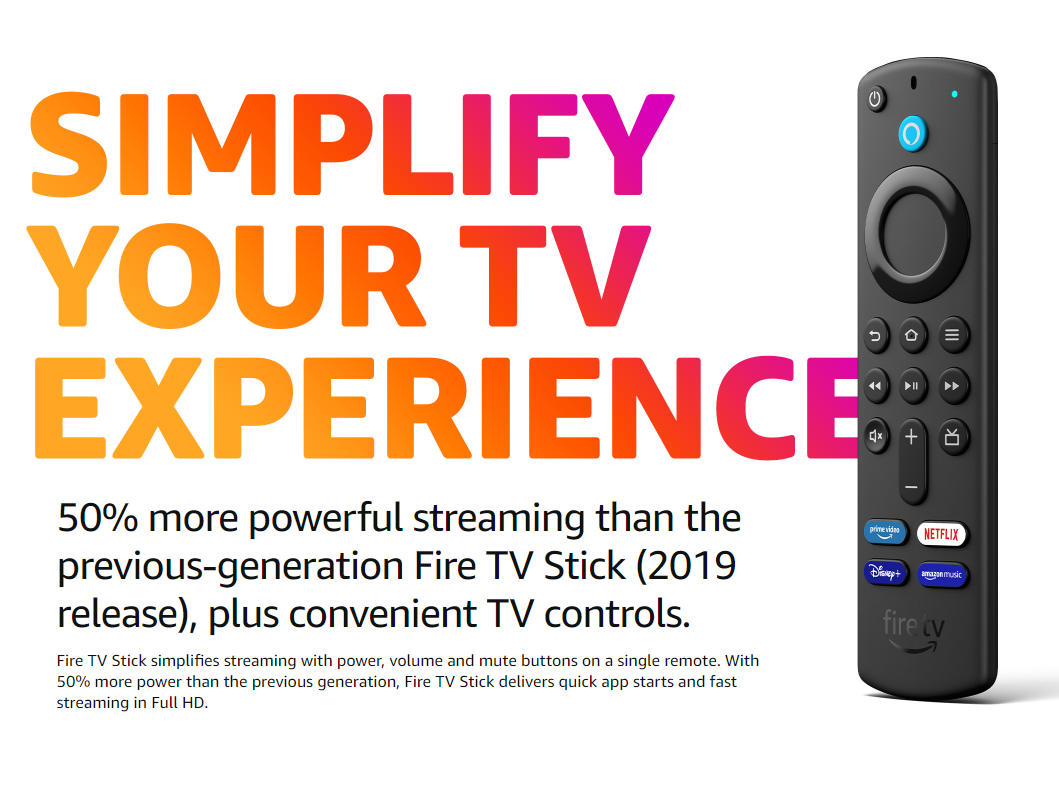 SIMPLIFY
YOUR TV
EXPERIENCE
50% more powerful streaming than the
previous-generation Fire TV Stick (2019
release), plus convenient TV controls.
Fire TV Stick simplifies streaming with power, volume and mute buttons on a single remote. With
50% more power than the previous generation, Fire TV Stick delivers quick app starts and fast
streaming in Full HD.
prime video
NETFLIX
Disney+
amazon music
fire tv